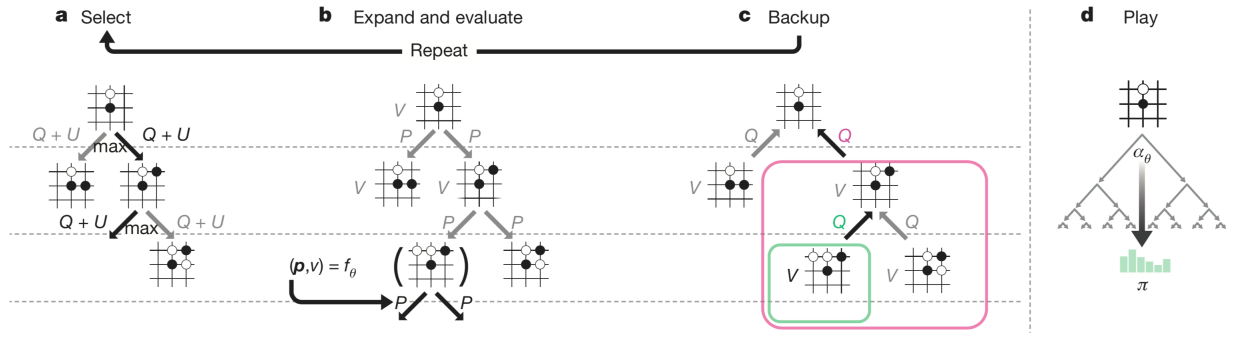 a Select
b Expand and evaluate
c Backup
d Play
Repeat
Q + U
Q + U
max
Q + U
max
Q + U
V
P
P
V
V
P
P
(p,v) = fθ
( )
P
P
Q
Q
V
V
Q
Q
V
V
αθ
π